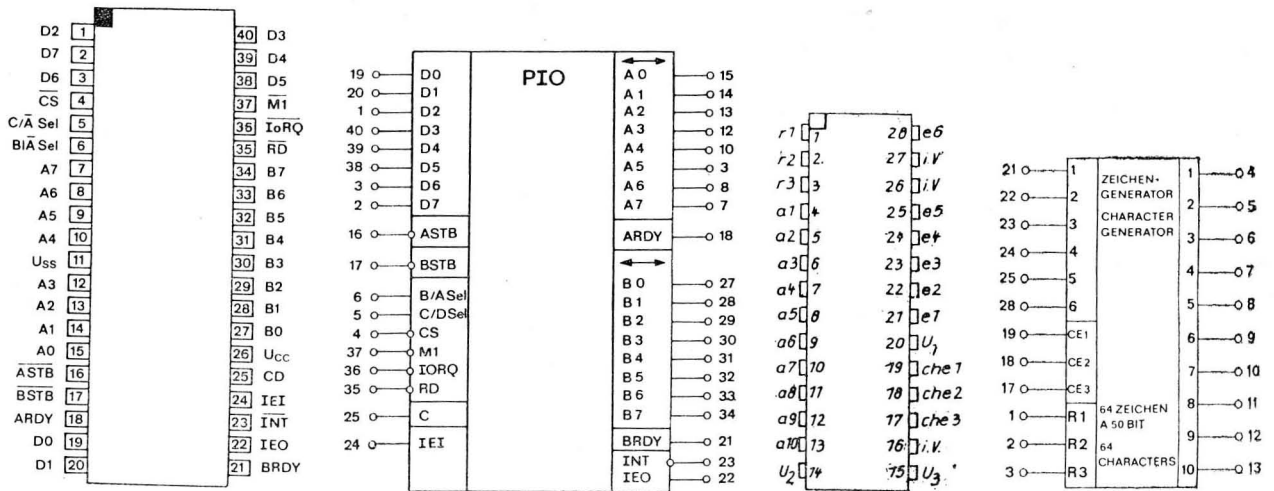 D2 1
D7 2
D6 3
CS 4
C/A Sel 5
B/A Sel 6
A7 7
A6 8
A5 9
A4 10
USS 11
A3 12
A2 13
A1 14
A0 15
ASTB 16
BSTB 17
ARDY 18
D0 19
D1 20
40 D3
39 D4
38 D5
37 M1
36 IoRQ
35 RD
34 B7
33 B6
32 B5
31 B4
30 B3
29 B2
28 B1
27 B0
26 UCC
25 CD
24 IEI
23 INT
22 IEO
21 BRDY
PIO
19 D0
20 D1
1 D2
40 D3
39 D4
38 D5
3 D6
2 D7
16 ASTB
17 BSTB
6 B/ASel
5 C/DSel
4 CS
37 M1
36 IORQ
35 RD
25 C
24 IEI
A0 15
A1 14
A2 13
A3 12
A4 10
A5 3
A6 8
A7 7
ARDY 18
B0 27
B1 28
B2 29
B3 30
B4 31
B5 32
B6 33
B7 34
BRDY 21
INT 23
IEO 22
r1 1
r2 2
r3 3
a1 4
a2 5
a3 6
a4 7
a5 8
a6 9
a7 10
a8 11
a9 12
a10 13
U2 14
28 e6
27 i.V
26 i.V
25 e5
24 e4
23 e3
22 e2
21 e1
20 U1
19 che1
18 che2
17 che3
16 i.V.
15 U3
21 1
22 2
23 3
24 4
25 5
28 6
19 CE1
18 CE2
17 CE3
1 R1
2 R2
3 R3
ZEICHEN-
GENERATOR
CHARACTER
GENERATOR
64 ZEICHEN
A 50 BIT
64
CHARACTERS
1 4
2 5
3 6
4 7
5 8
6 9
7 10
8 11
9 12
10 13